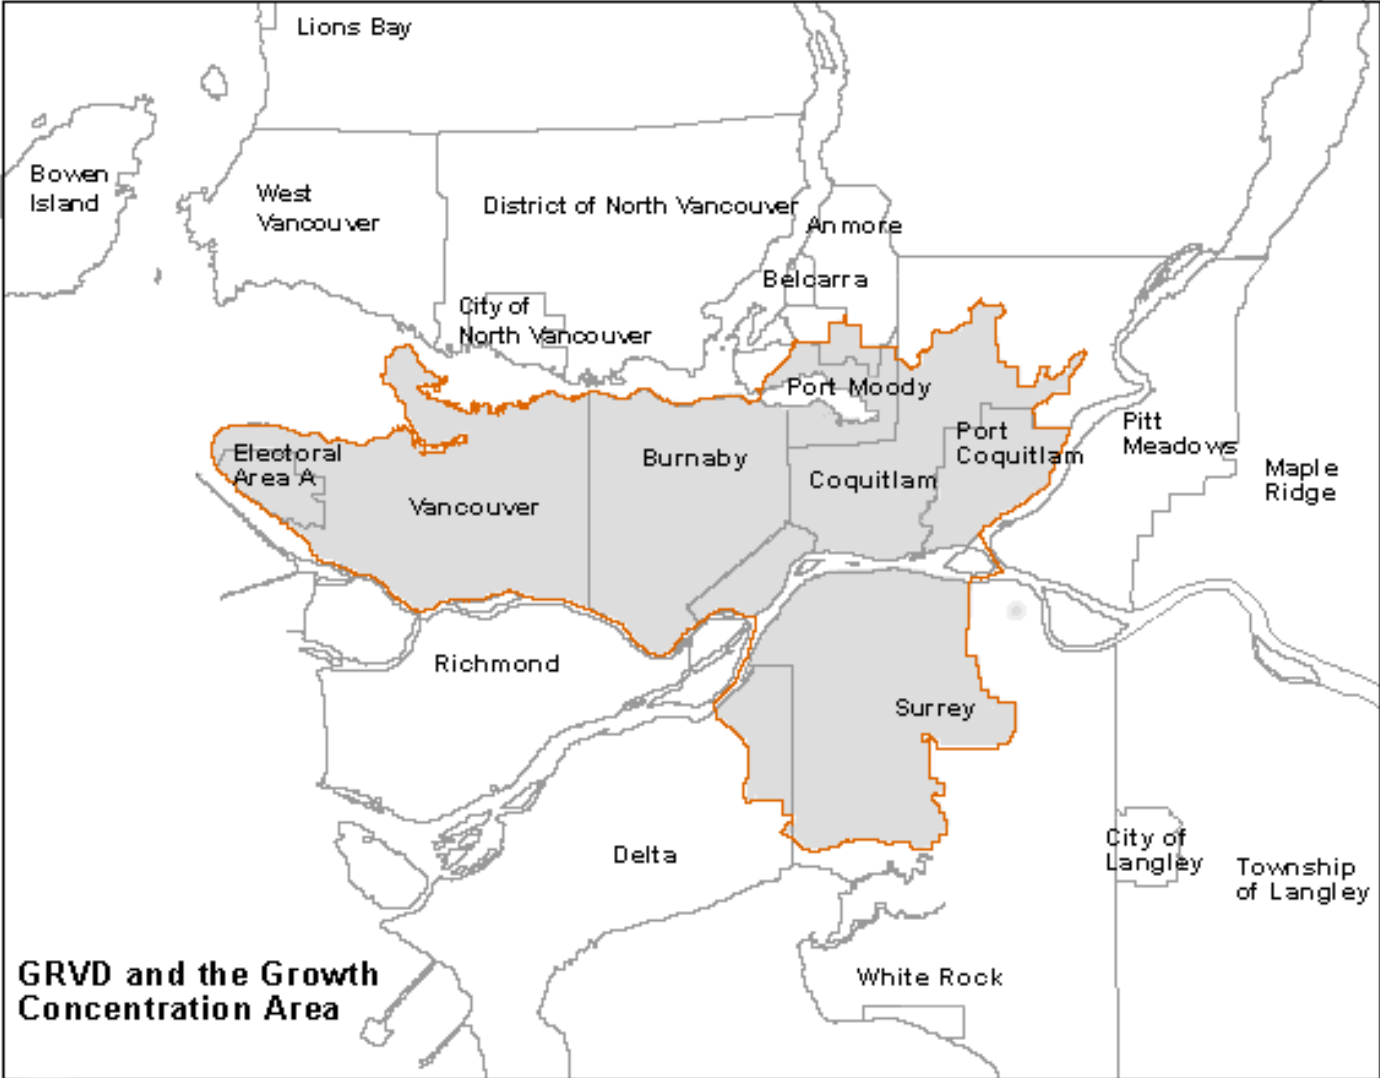 Lions Bay
Bowen
Island
West
Vancouver
District of North Vancouver
Anmore
Belcarra
City of
North Vancouver
Port Moody
Electoral
Area A
Vancouver
Burnaby
Coquitlam
Port
Coquitlam
Pitt
Meadows
Maple
Ridge
Richmond
Surrey
Delta
City of
Langley
Township
of Langley
White Rock
GRVD and the Growth
Concentration Area